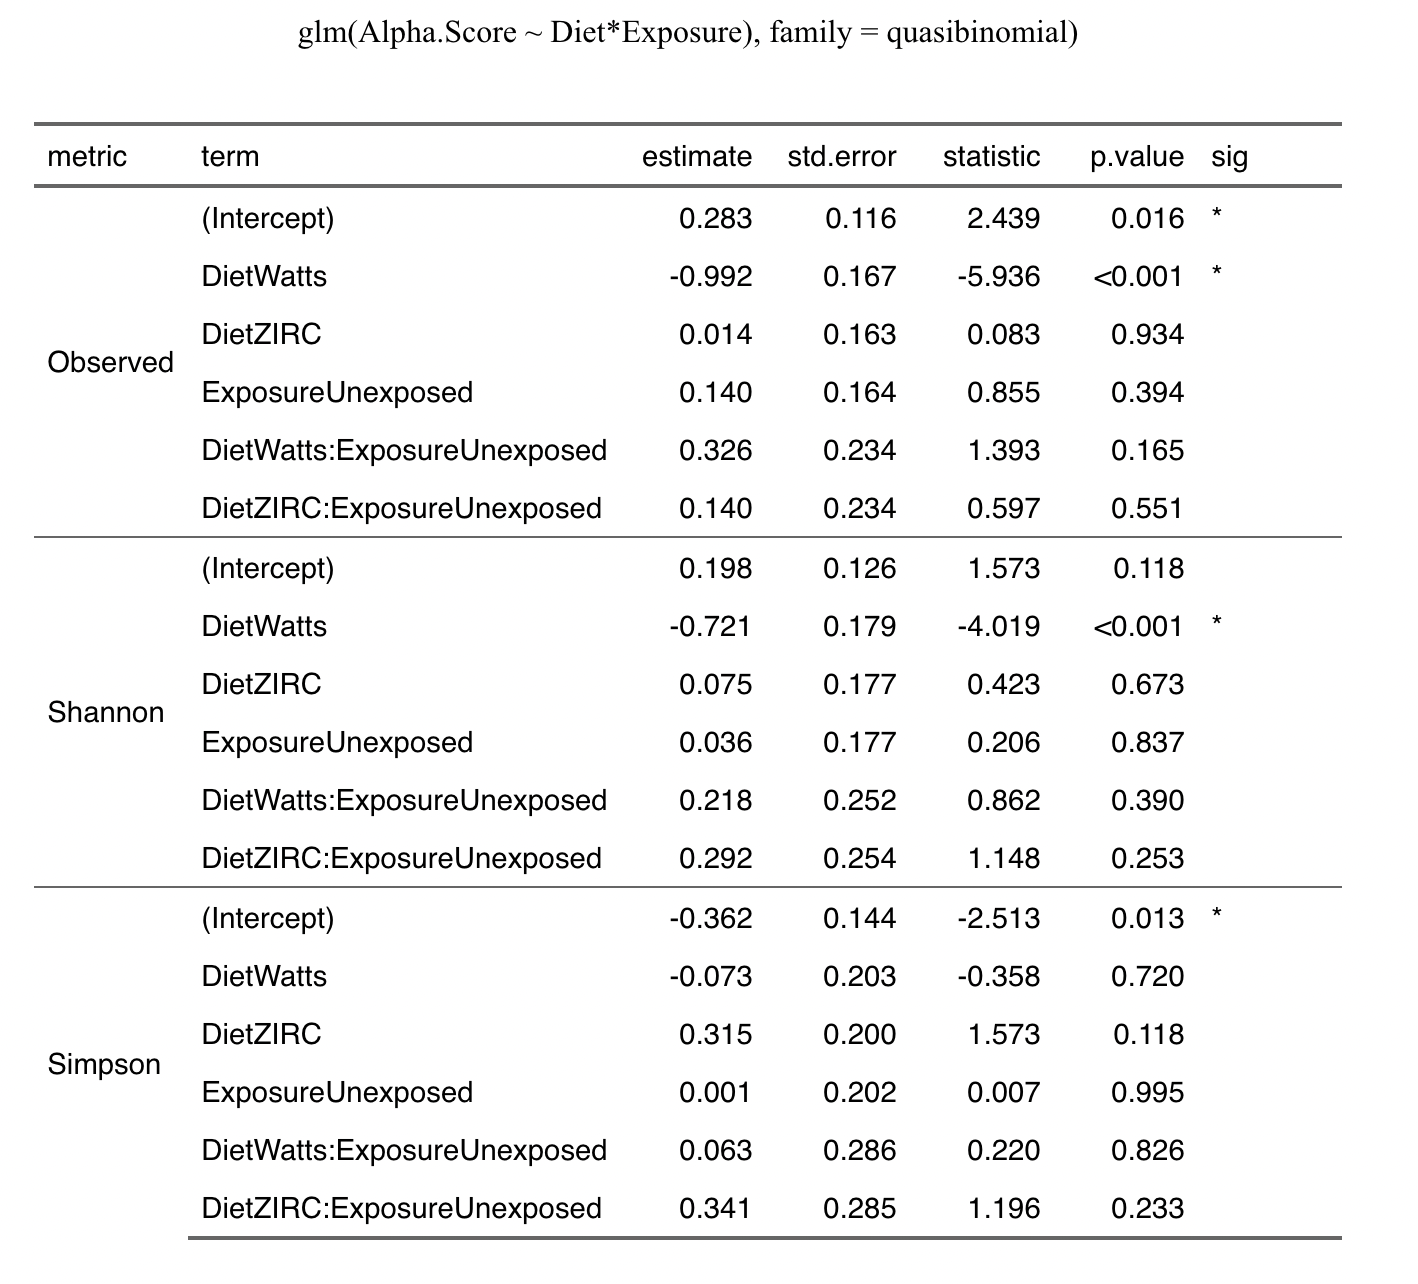 glm(Alpha.Score ~ Diet*Exposure), family = quasibinomial)
metric term estimate std.error statistic p.value sig
Observed
(Intercept) 0.283 0.116 2.439 0.016 *
DietWatts -0.992 0.167 -5.936 <0.001 *
DietZIRC 0.014 0.163 0.083 0.934
ExposureUnexposed 0.140 0.164 0.855 0.394
DietWatts:ExposureUnexposed 0.326 0.234 1.393 0.165
DietZIRC:ExposureUnexposed 0.140 0.234 0.597 0.551
Shannon
(Intercept) 0.198 0.126 1.573 0.118
DietWatts -0.721 0.179 -4.019 <0.001 *
DietZIRC 0.075 0.177 0.423 0.673
ExposureUnexposed 0.036 0.177 0.206 0.837
DietWatts:ExposureUnexposed 0.218 0.252 0.862 0.390
DietZIRC:ExposureUnexposed 0.292 0.254 1.148 0.253
Simpson
(Intercept) -0.362 0.144 -2.513 0.013 *
DietWatts -0.073 0.203 -0.358 0.720
DietZIRC 0.315 0.200 1.573 0.118
ExposureUnexposed 0.001 0.202 0.007 0.995
DietWatts:ExposureUnexposed 0.063 0.286 0.220 0.826
DietZIRC:ExposureUnexposed 0.341 0.285 1.196 0.233